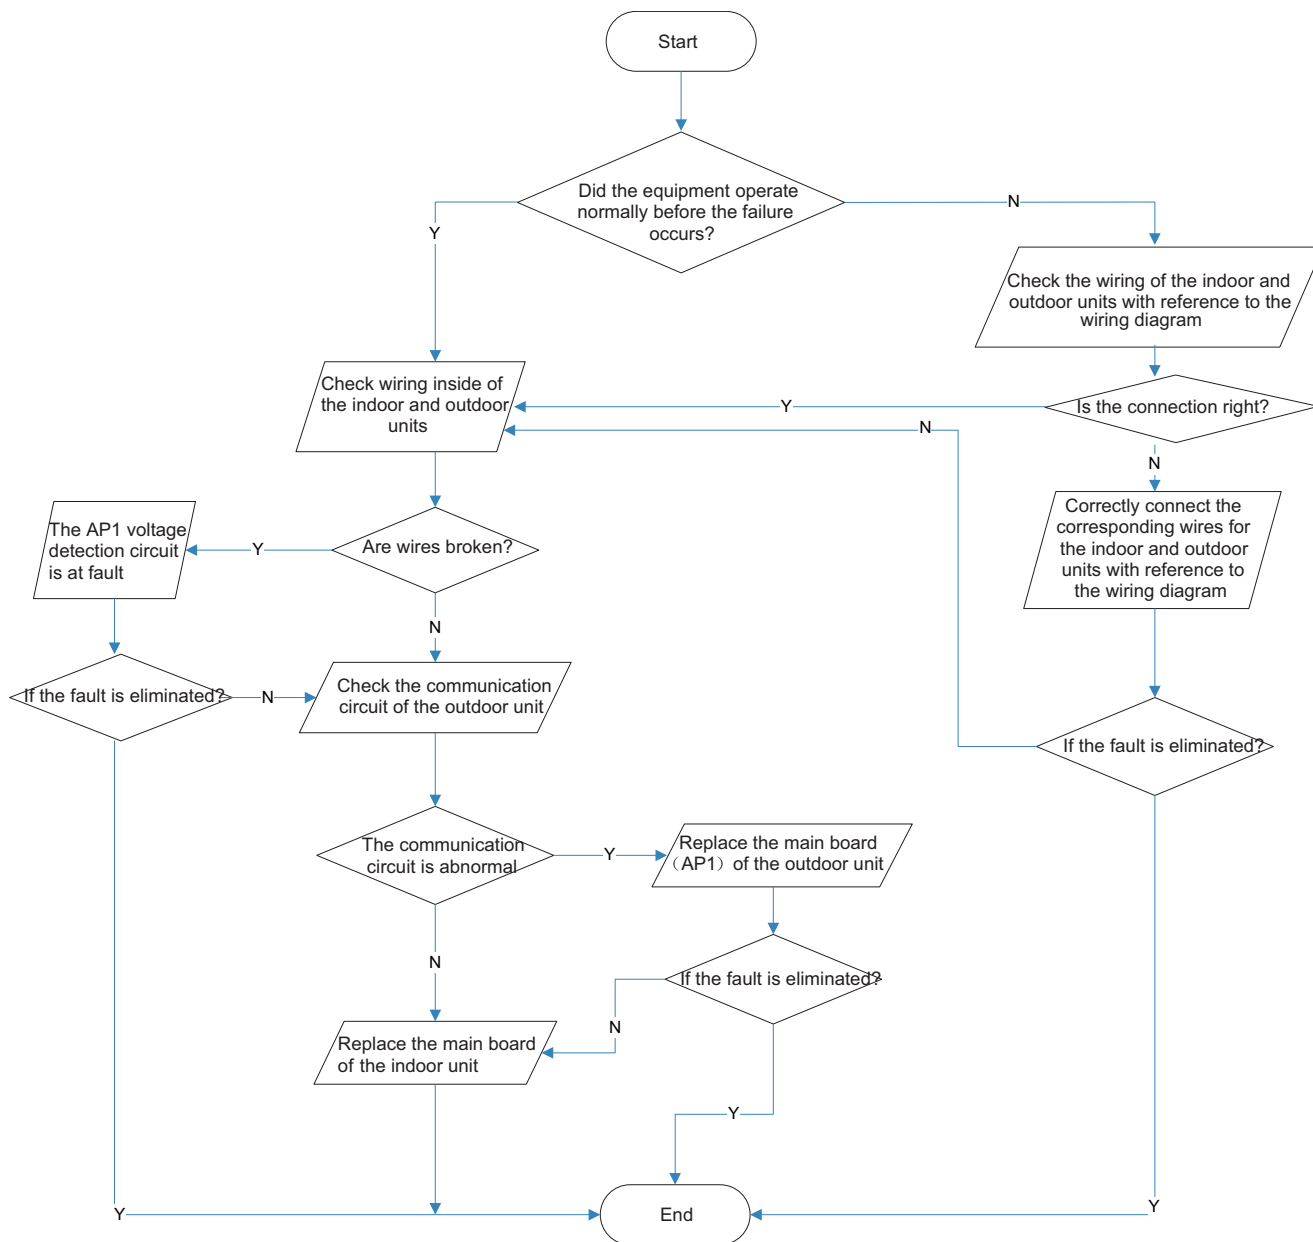 Start
Did the equipment operate
normally before the failure
occurs?
Y
N
Check the wiring of the indoor and
outdoor units with reference to the
wiring diagram
Check wiring inside of
the indoor and outdoor
units
Y
Is the connection right?
N
N
Correctly connect the
corresponding wires for
the indoor and outdoor
units with reference to
the wiring diagram
The AP1 voltage
detection circuit
is at fault
Y
Are wires broken?
N
If the fault is eliminated?
N
Check the communication
circuit of the outdoor unit
If the fault is eliminated?
The communication
circuit is abnormal
Y
Replace the main board
（AP1）of the outdoor unit
N
If the fault is eliminated?
N
Replace the main board
of the indoor unit
Y
Y
End
Y